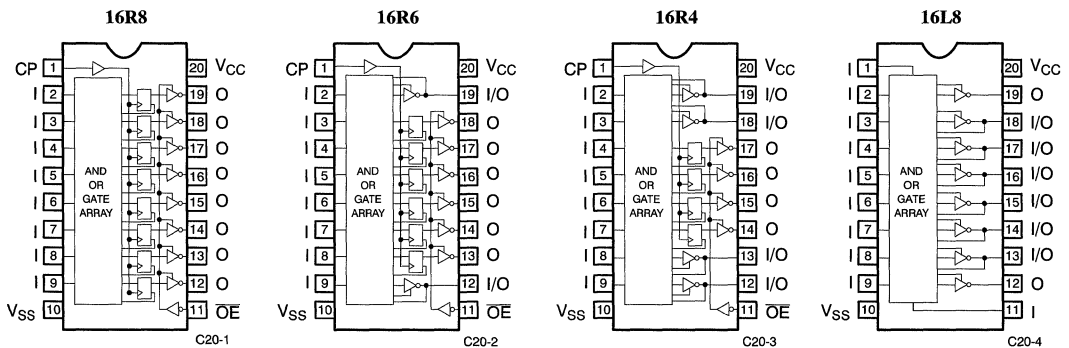 16R8 16R6 16R4 16L8
CP 1 20 VCC CP 1 20 VCC CP 1 20 VCC I 1 20 VCC
I 2 19 O I 2 19 I/O I 2 19 I/O I 2 19 O
I 3 18 O I 3 18 O I 3 18 I/O I 3 18 I/O
I 4 17 O I 4 17 O I 4 17 O I 4 17 I/O
I 5 AND OR GATE ARRAY 16 O I 5 AND OR GATE ARRAY 16 O I 5 AND OR GATE ARRAY 16 O I 5 AND OR GATE ARRAY 16 I/O
I 6 15 O I 6 15 O I 6 15 O I 6 15 I/O
I 7 14 O I 7 14 O I 7 14 O I 7 14 I/O
I 8 13 O I 8 13 O I 8 13 I/O I 8 13 I/O
I 9 12 O I 9 12 I/O I 9 12 I/O I 9 12 O
VSS 10 11 OE VSS 10 11 OE VSS 10 11 OE VSS 10 11 I
C20-1 C20-2 C20-3 C20-4